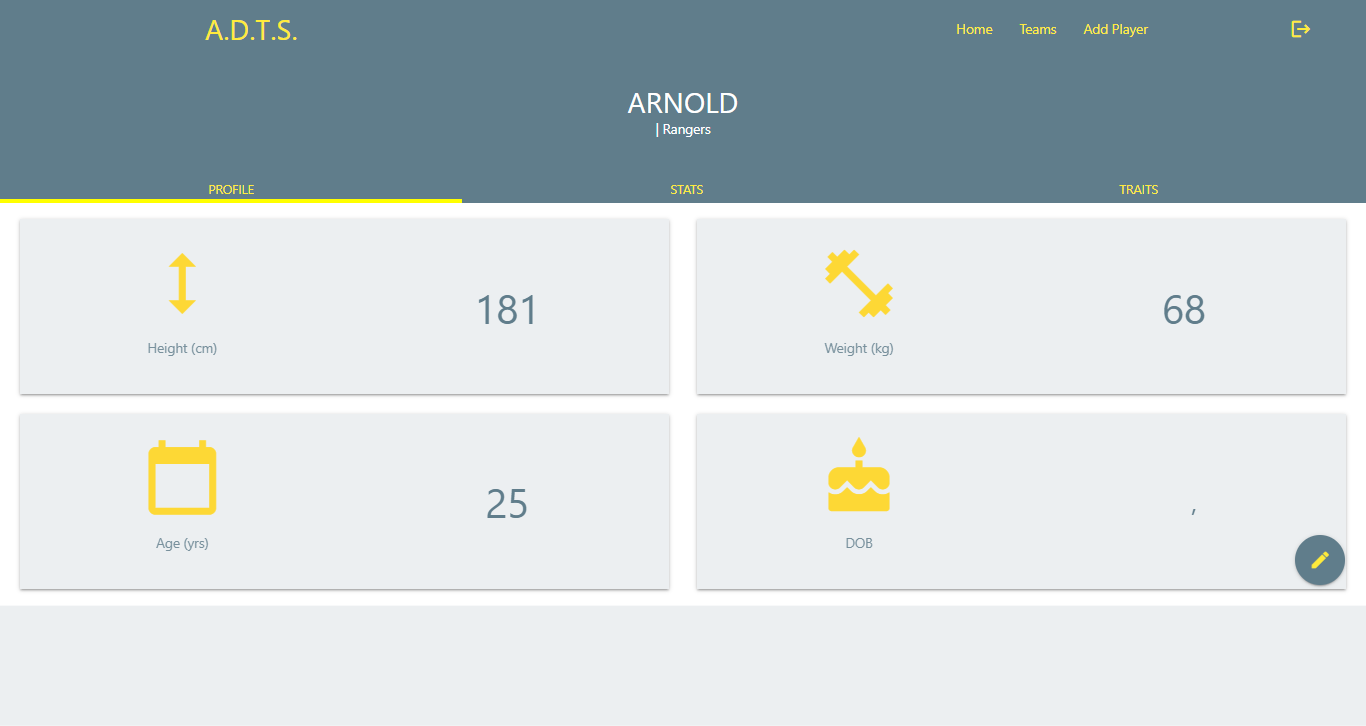 A.D.T.S.
Home Teams Add Player
ARNOLD
| Rangers
PROFILE STATS TRAITS
181
Height (cm)
68
Weight (kg)
25
Age (yrs)
,
DOB